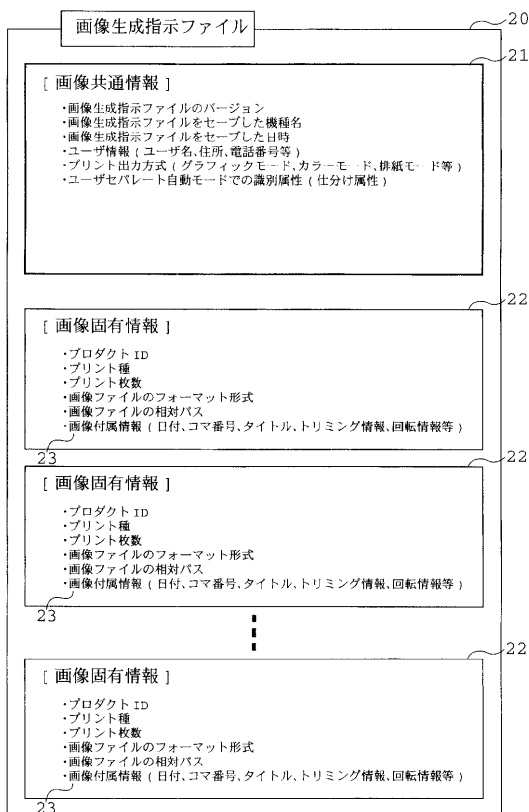 画像生成指示ファイル
20
21
[ 画像共通情報 ]
・画像生成指示ファイルのバージョン
・画像生成指示ファイルをセーブした機種名
・画像生成指示ファイルをセーブした日時
・ユーザ情報 ( ユーザ名、住所、電話番号等 )
・プリント出力方式 ( グラフィックモード、カラーモード、排紙モード等 )
・ユーザセパレート自動モードでの識別属性 ( 仕分け属性 )
22
[ 画像固有情報 ]
・プロダクト ID
・プリント種
・プリント枚数
・画像ファイルのフォーマット形式
・画像ファイルの相対パス
・画像付属情報 ( 日付、コマ番号、タイトル、トリミング情報、回転情報等 )
23
22
[ 画像固有情報 ]
・プロダクト ID
・プリント種
・プリント枚数
・画像ファイルのフォーマット形式
・画像ファイルの相対パス
・画像付属情報 ( 日付、コマ番号、タイトル、トリミング情報、回転情報等 )
23
22
[ 画像固有情報 ]
・プロダクト ID
・プリント種
・プリント枚数
・画像ファイルのフォーマット形式
・画像ファイルの相対パス
・画像付属情報 ( 日付、コマ番号、タイトル、トリミング情報、回転情報等 )
23